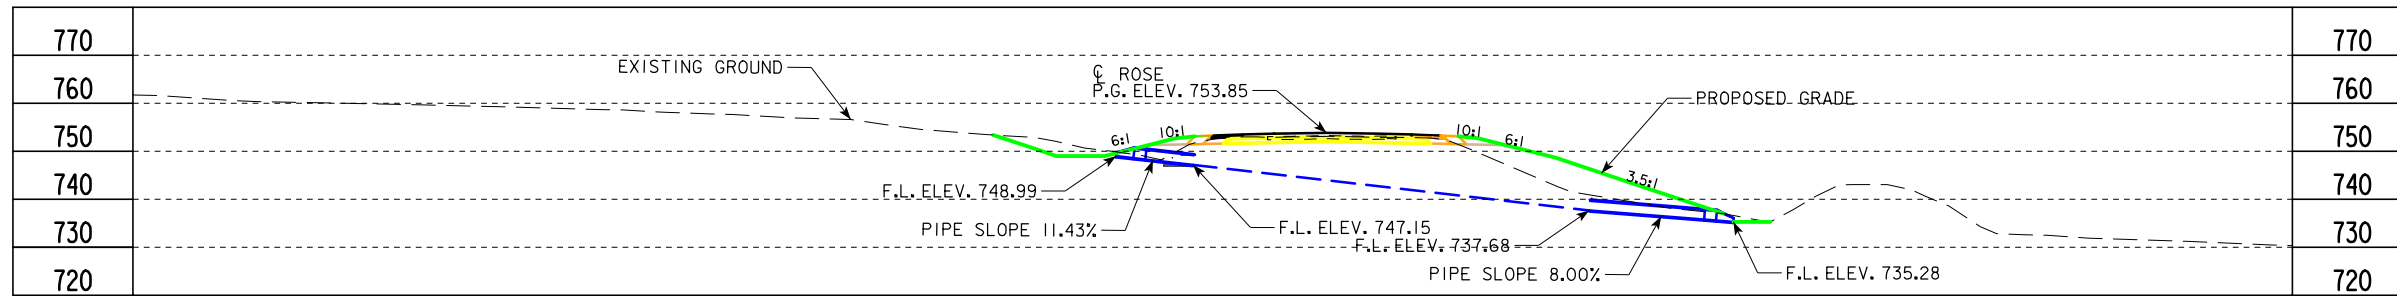 770
770
EXISTING GROUND
℄ ROSE
P.G. ELEV. 753.85
760
760
PROPOSED GRADE
750
6:1
10:1
10:1
6:1
750
740
F.L. ELEV. 748.99
3.5:1
740
730
PIPE SLOPE 11.43%
F.L. ELEV. 747.15
F.L. ELEV. 737.68
730
720
PIPE SLOPE 8.00%
F.L. ELEV. 735.28
720